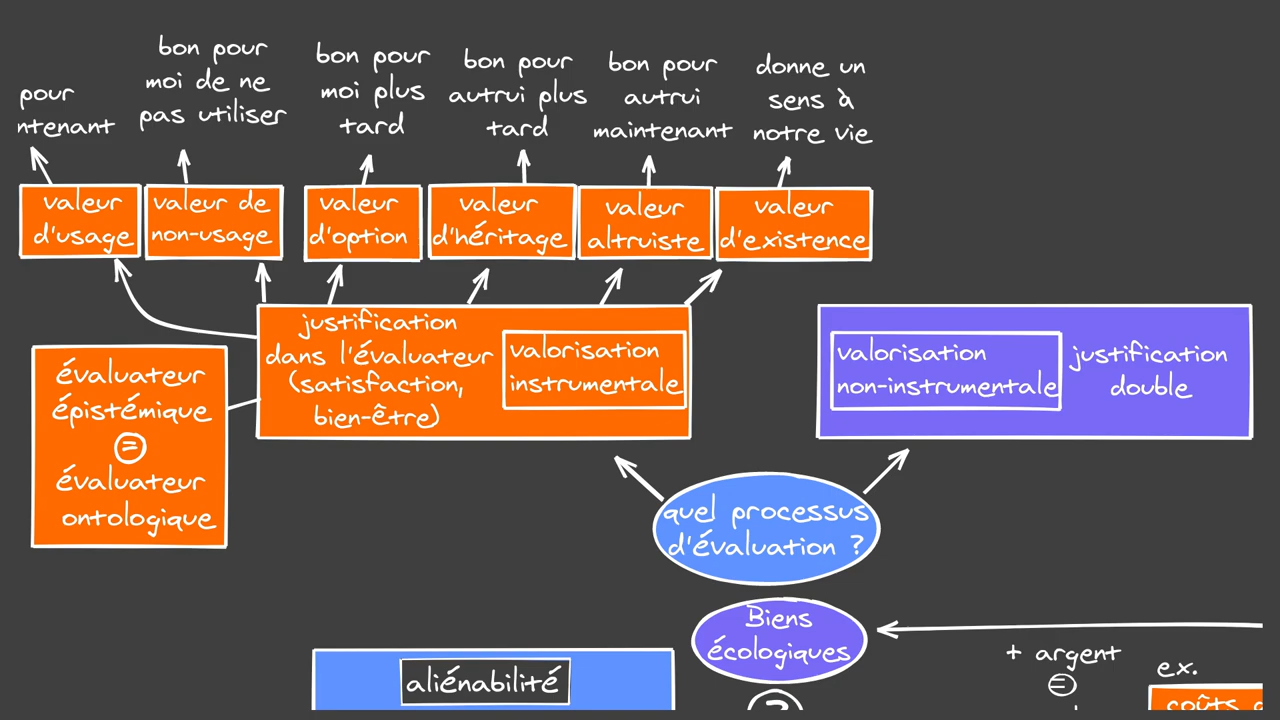 pour
ntenant
bon pour
moi de ne
pas utiliser
bon pour
moi plus
tard
bon pour
autrui plus
tard
bon pour
autrui
maintenant
donne un
sens à
notre vie
valeur
d'usage
valeur de
non-usage
valeur
d'option
valeur
d'héritage
valeur
altruiste
valeur
d'existence
justification
dans l'évaluateur
(satisfaction,
bien-être)
valorisation
instrumentale
valorisation
non-instrumentale
justification
double
évaluateur
épistémique
=
évaluateur
ontologique
quel processus
d'évaluation ?
Biens
écologiques
+ argent
=
ex.
coûts
aliénabilité
?